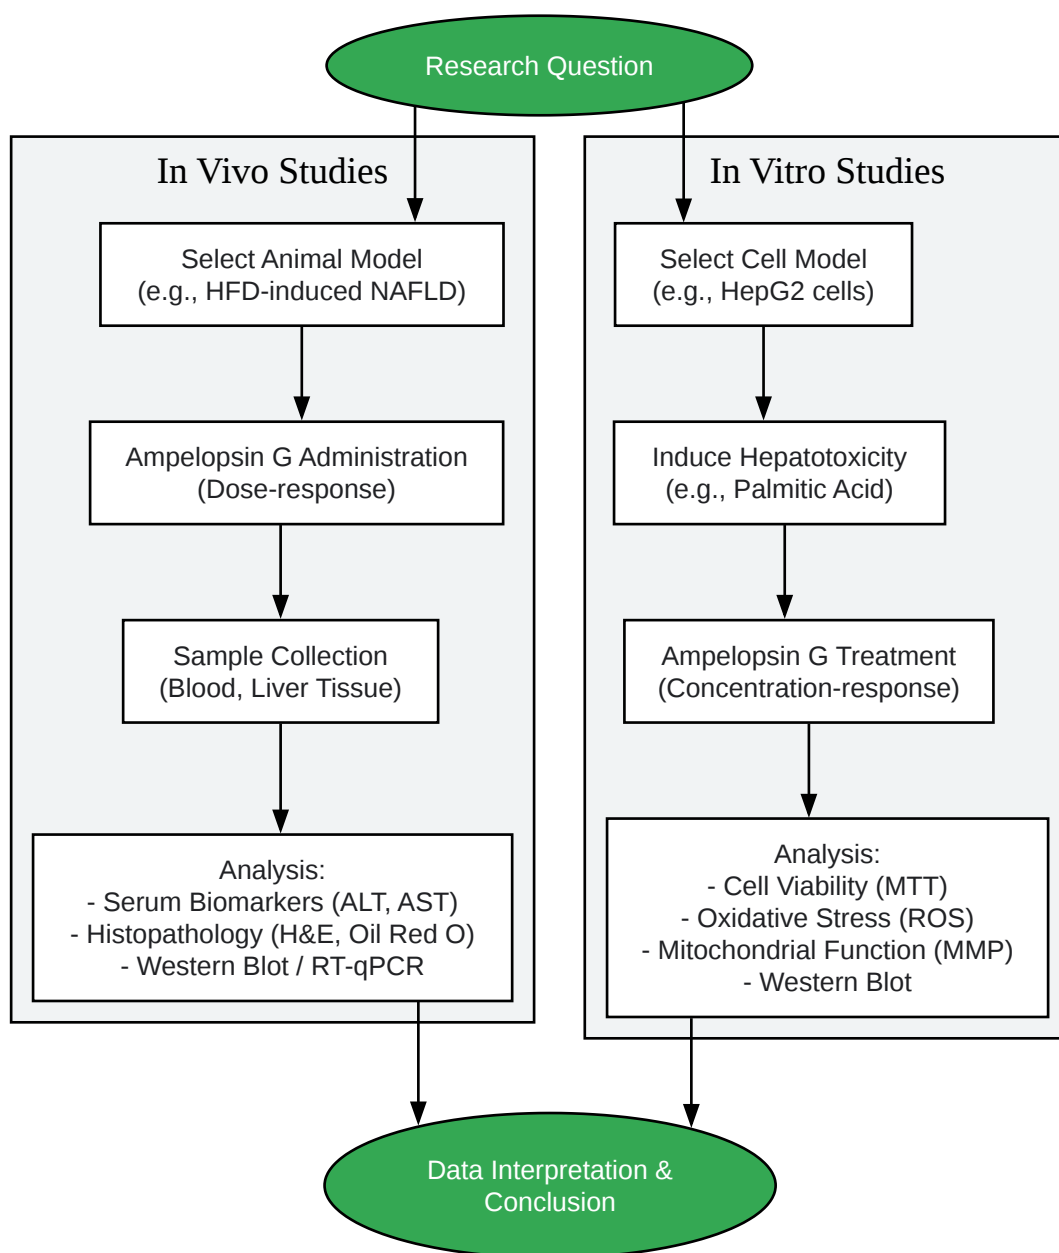 Research Question
In Vivo Studies
Select Animal Model
(e.g., HFD-induced NAFLD)
Ampelopsin G Administration
(Dose-response)
Sample Collection
(Blood, Liver Tissue)
Analysis:
- Serum Biomarkers (ALT, AST)
- Histopathology (H&E, Oil Red O)
- Western Blot / RT-qPCR
In Vitro Studies
Select Cell Model
(e.g., HepG2 cells)
Induce Hepatotoxicity
(e.g., Palmitic Acid)
Ampelopsin G Treatment
(Concentration-response)
Analysis:
- Cell Viability (MTT)
- Oxidative Stress (ROS)
- Mitochondrial Function (MMP)
- Western Blot
Data Interpretation &
Conclusion